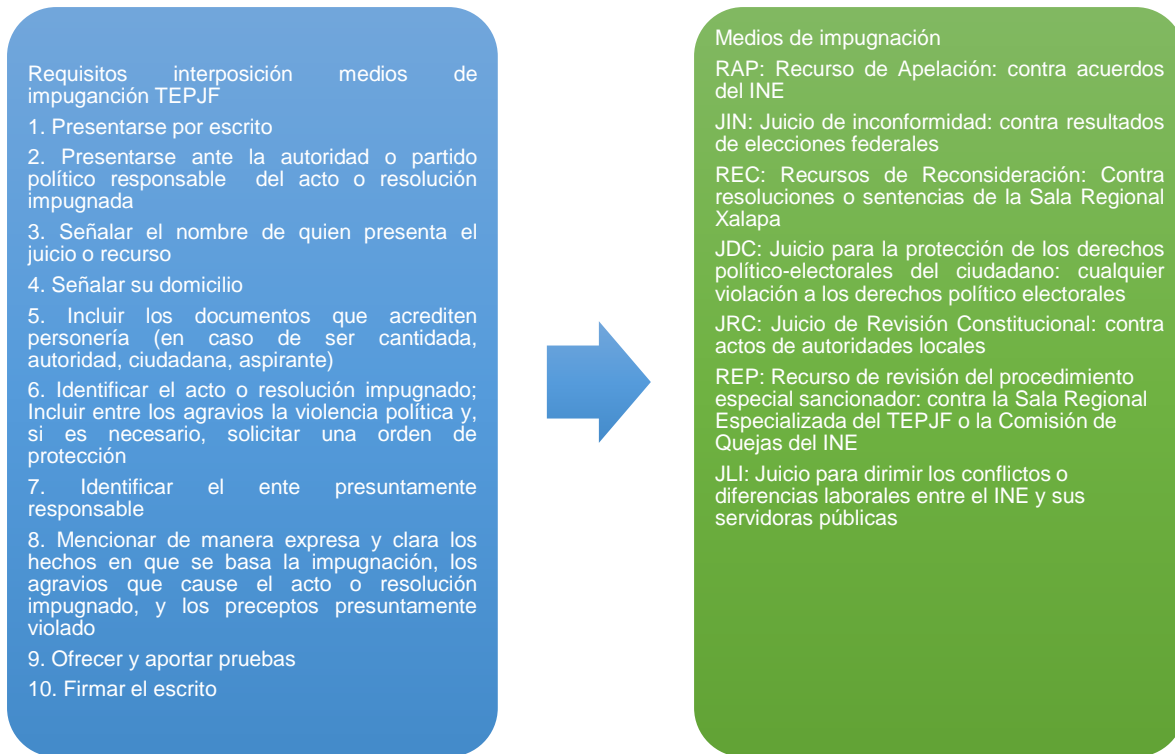 Requisitos interposición medios de
impuganción TEPJF
1. Presentarse por escrito
2. Presentarse ante la autoridad o partido
político responsable del acto o resolución
impugnada
3. Señalar el nombre de quien presenta el
juicio o recurso
4. Señalar su domicilio
5. Incluir los documentos que acrediten
personería (en caso de ser cantidada,
autoridad, ciudadana, aspirante)
6. Identificar el acto o resolución impugnado;
Incluir entre los agravios la violencia política y,
si es necesario, solicitar una orden de
protección
7. Identificar el ente presuntamente
responsable
8. Mencionar de manera expresa y clara los
hechos en que se basa la impugnación, los
agravios que cause el acto o resolución
impugnado, y los preceptos presuntamente
violado
9. Ofrecer y aportar pruebas
10. Firmar el escrito
Medios de impugnación
RAP: Recurso de Apelación: contra acuerdos
del INE
JIN: Juicio de inconformidad: contra resultados
de elecciones federales
REC: Recursos de Reconsideración: Contra
resoluciones o sentencias de la Sala Regional
Xalapa
JDC: Juicio para la protección de los derechos
político-electorales del ciudadano: cualquier
violación a los derechos político electorales
JRC: Juicio de Revisión Constitucional: contra
actos de autoridades locales
REP: Recurso de revisión del procedimiento
especial sancionador: contra la Sala Regional
Especializada del TEPJF o la Comisión de
Quejas del INE
JLI: Juicio para dirimir los conflictos o
diferencias laborales entre el INE y sus
servidoras públicas